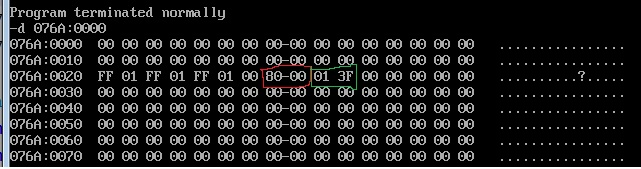 Program terminated normally
-d 076A:0000
076A:0000 00 00 00 00 00 00 00 00-00 00 00 00 00 00 00 00 ................
076A:0010 00 00 00 00 00 00 00 00-00 00 00 00 00 00 00 00 ................
076A:0020 FF 01 FF 01 FF 01 00 80-00 01 3F 00 00 00 00 00 ..........?.....
076A:0030 00 00 00 00 00 00 00 00-00 00 00 00 00 00 00 00 ................
076A:0040 00 00 00 00 00 00 00 00-00 00 00 00 00 00 00 00 ................
076A:0050 00 00 00 00 00 00 00 00-00 00 00 00 00 00 00 00 ................
076A:0060 00 00 00 00 00 00 00 00-00 00 00 00 00 00 00 00 ................
076A:0070 00 00 00 00 00 00 00 00-00 00 00 00 00 00 00 00 ................